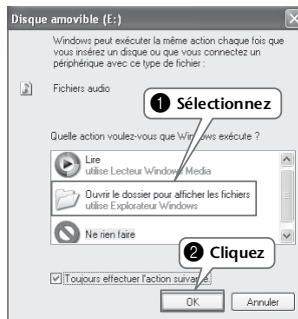 Disque amovible (E:)
Windows peut exécuter la même action chaque fois que
vous insérez un disque ou que vous connectez un
périphérique avec ce type de fichier :
Fichiers audio
1 Sélectionnez
Quelle action voulez-vous que Windows exécute ?
Lire
utilise Lecteur Windows Media
Ouvrir le dossier pour afficher les fichiers
utilise Explorateur Windows
Ne rien faire
2 Cliquez
Toujours effectuer l'action suivante.
OK Annuler